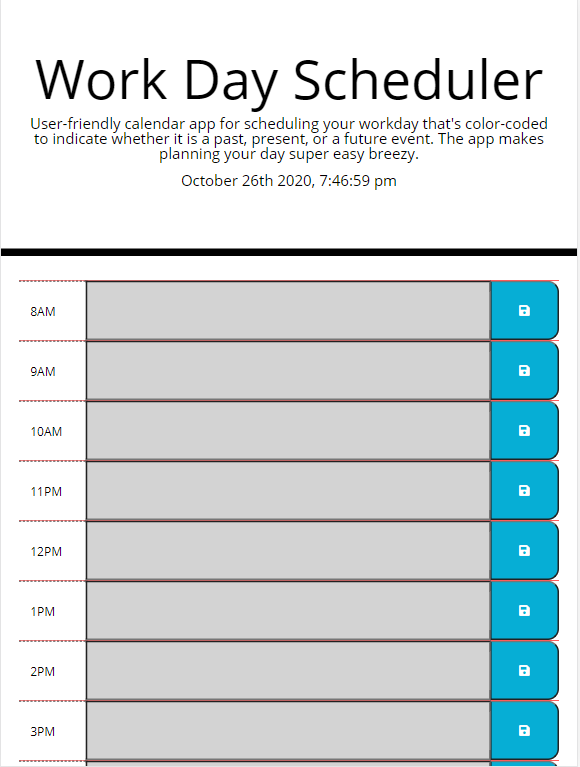 Work Day Scheduler
User-friendly calendar app for scheduling your workday that's color-coded
to indicate whether it is a past, present, or a future event. The app makes
planning your day super easy breezy.
October 26th 2020, 7:46:59 pm
8AM
9AM
10AM
11PM
12PM
1PM
2PM
3PM